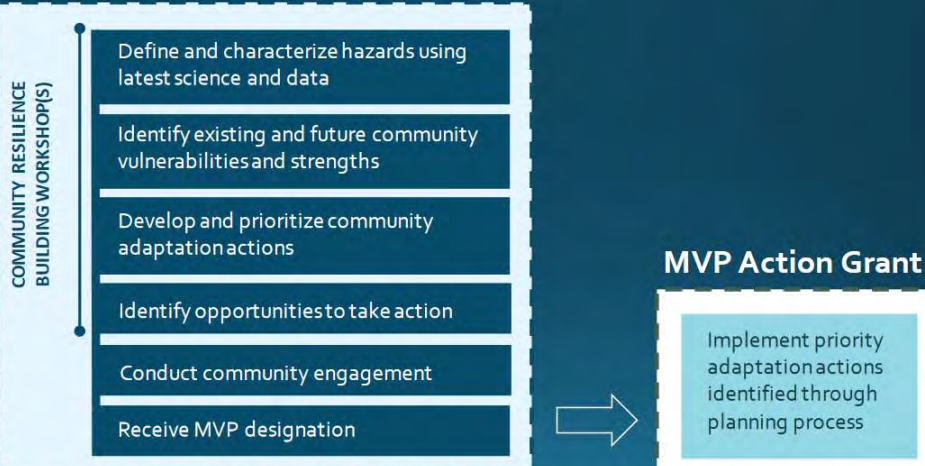 COMMUNITY RESILIENCE
BUILDING WORKSHOP(S)
Define and characterize hazards using
latest science and data
Identify existing and future community
vulnerabilities and strengths
Develop and prioritize community
adaptation actions
Identify opportunities to take action
Conduct community engagement
Receive MVP designation
MVP Action Grant
Implement priority
adaptation actions
identified through
planning process